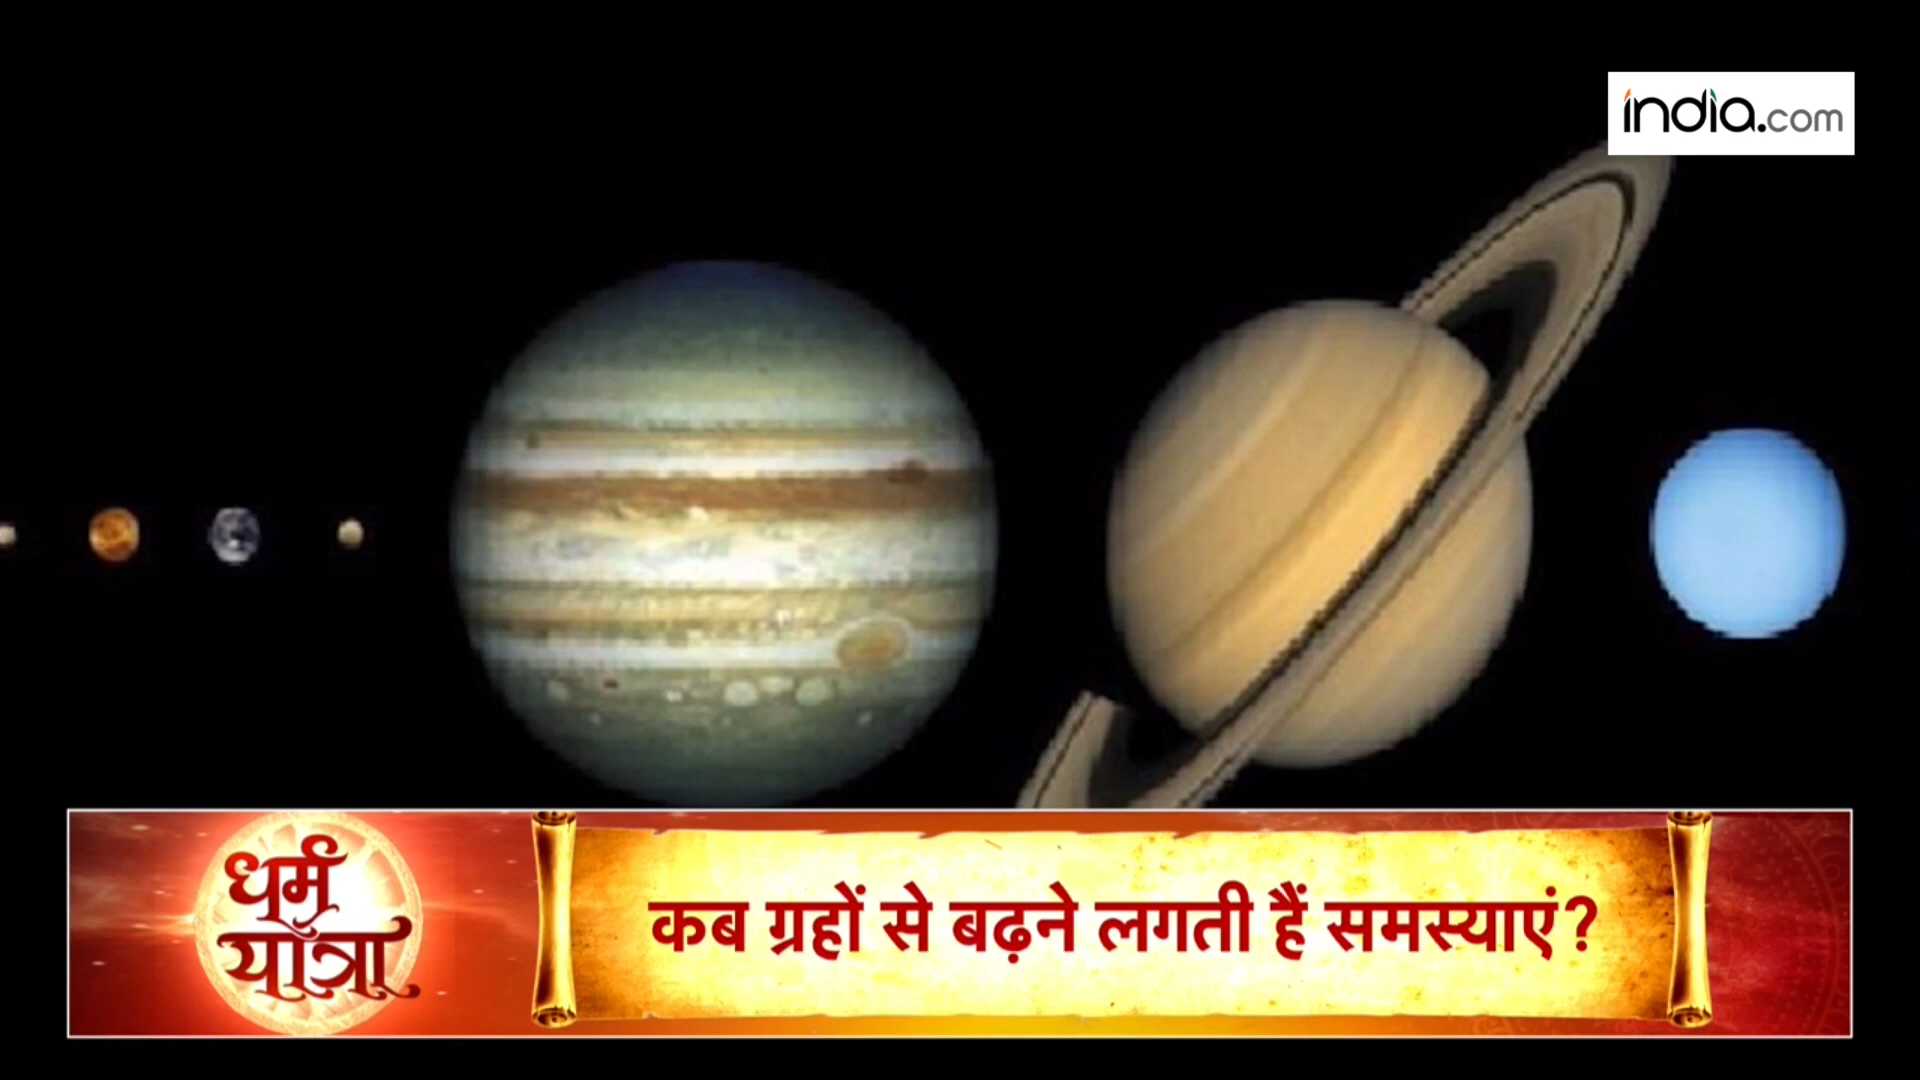 india.com
धर्म
यात्रा
कब ग्रहों से बढ़ने लगती हैं समस्याएं?